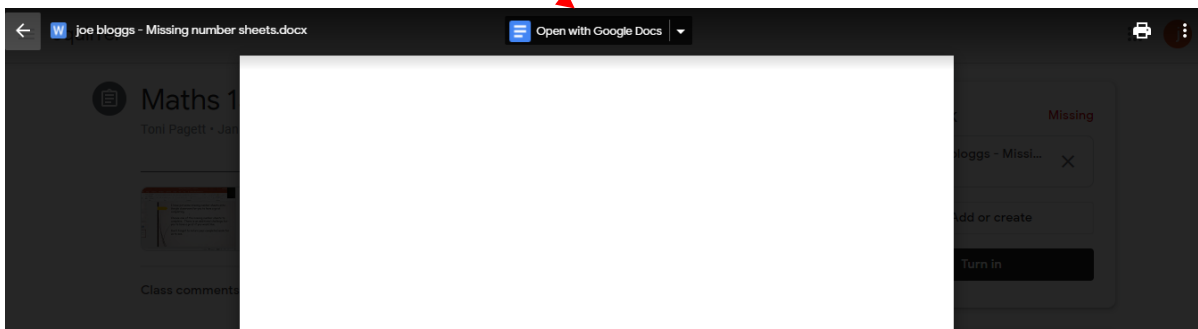 joe bloggs - Missing number sheets.docx
Open with Google Docs
Maths 1
Toni Pagett • Jan
Missing
bloggs - Missi...
Add or create
Turn in
Class comments